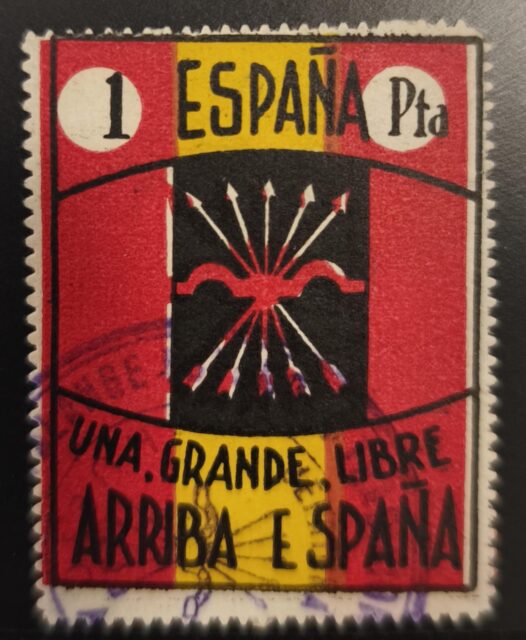 1 ESPAÑA Pta
UNA, GRANDE, LIBRE
ARRIBA ESPAÑA